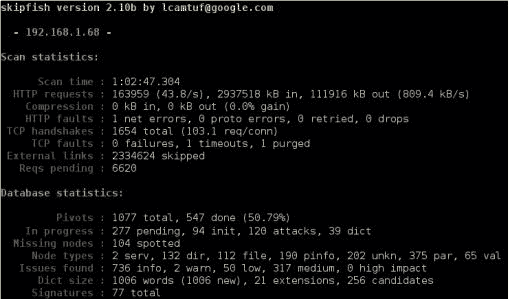 skipfish version 2.10b by lcamtuf@google.com
- 192.168.1.68 -
Scan statistics:
Scan time : 1:02:47.304
HTTP requests : 163959 (43.8/s), 2937518 kB in, 111916 kB out (809.4 kB/s)
Compression : 0 kB in, 0 kB out (0.0% gain)
HTTP faults : 1 net errors, 0 proto errors, 0 retried, 0 drops
TCP handshakes : 1654 total (103.1 req/conn)
TCP faults : 0 failures, 1 timeouts, 1 purged
External links : 2334624 skipped
Reqs pending : 6620
Database statistics:
Pivots : 1077 total, 547 done (50.79%)
In progress : 277 pending, 94 init, 120 attacks, 39 dict
Missing nodes : 104 spotted
Node types : 2 serv, 132 dir, 112 file, 190 pinfo, 202 unkn, 375 par, 65 val
Issues found : 736 info, 2 warn, 50 low, 317 medium, 0 high impact
Dict size : 1006 words (1006 new), 21 extensions, 256 candidates
Signatures : 77 total